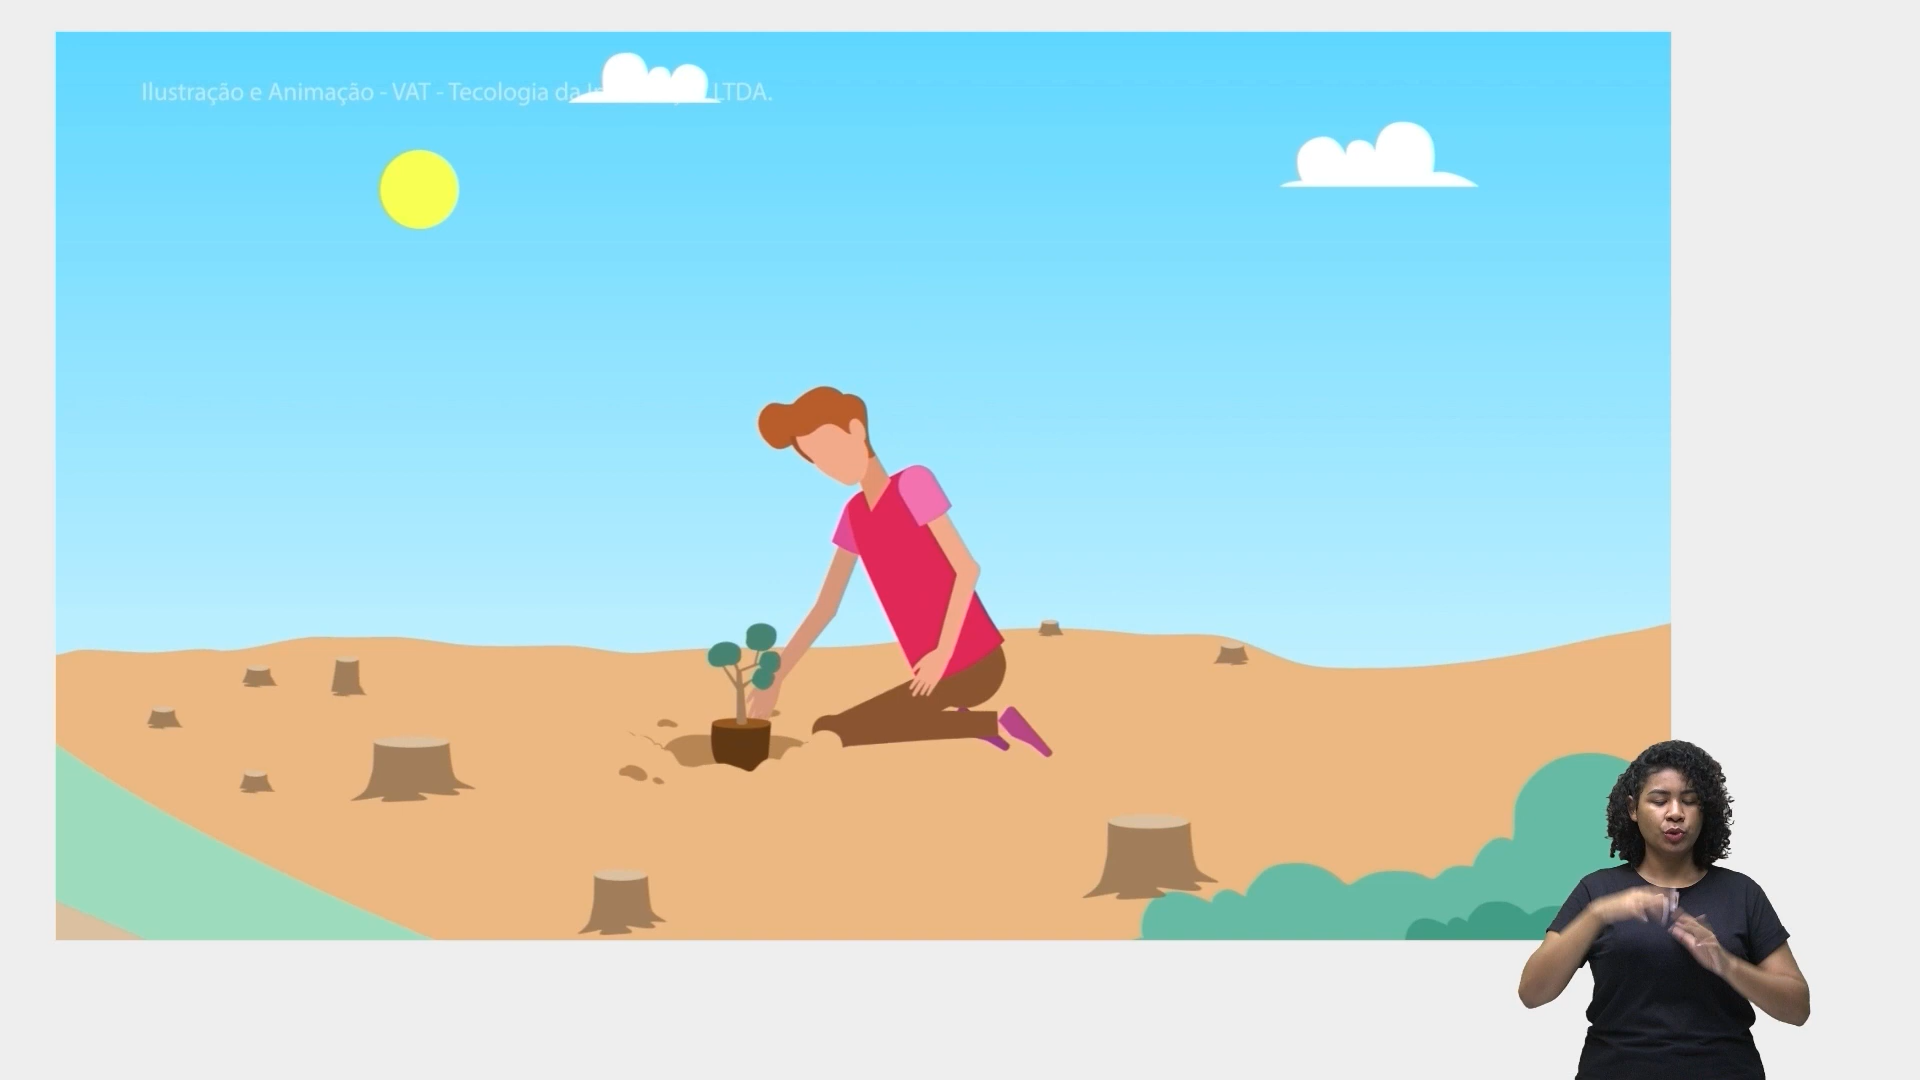 Ilustração e Animação - VAT - Tecologia da LTDA.